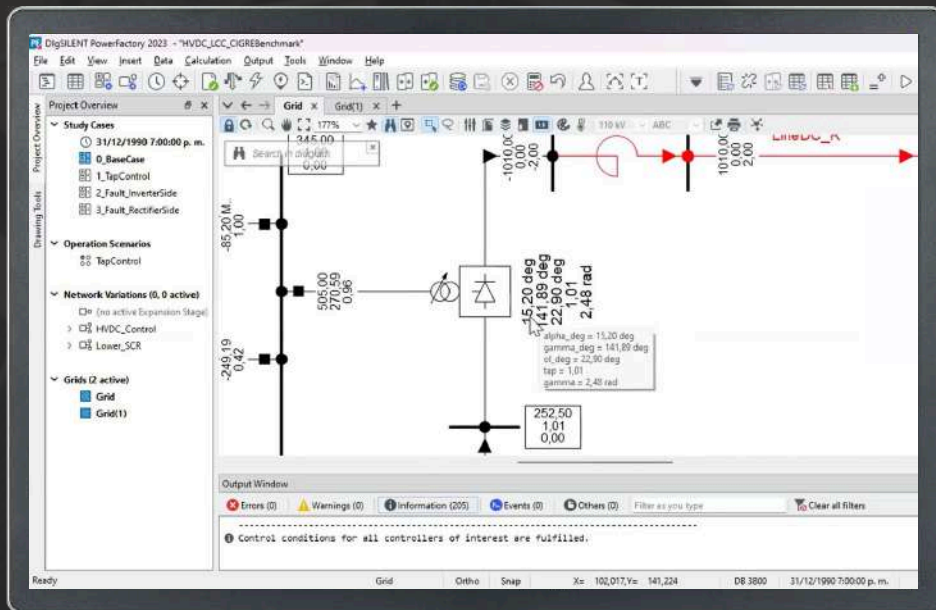 DIgSILENT PowerFactory 2023 - "HVDC_LCC_CIGREBenchmark"
File Edit View Insert Data Calculation Output Tools Window Help
Project Overview
Grid
Grid(1)
177%
110 kV
ABC
Project Overview
Drawing Tools
Study Cases
31/12/1990 7:00:00 p. m.
0_BaseCase
1_TapControl
2_Fault_InverterSide
3_Fault_RectifierSide
Operation Scenarios
TapControl
Network Variations (0, 0 active)
(no active Expansion Stage)
HVDC_Control
Lower_SCR
Grids (2 active)
Grid
Grid(1)
Search in diagram
345,00
0,00
-1010,00
0,00
-2,00
1010,00
0,00
2,00
LineDC_R
-85,20 M..
1,00
505,00
270,59
0,96
-249,19
0,42
15,20 deg
141,89 deg
22,90 deg
1,01
2,48 rad
alpha_deg = 15,20 deg
gamma_deg = 141,89 deg
ol_deg = 22,90 deg
tap = 1,01
gamma = 2,48 rad
252,50
1,01
0,00
Output Window
Errors (0) Warnings (0) Information (205) Events (0) Others (0) Filter as you type Clear all filters
Control conditions for all controllers of interest are fulfilled.
Ready Grid Ortho Snap X= 102,017,Y= 141,224 DB 3800 31/12/1990 7:00:00 p. m.